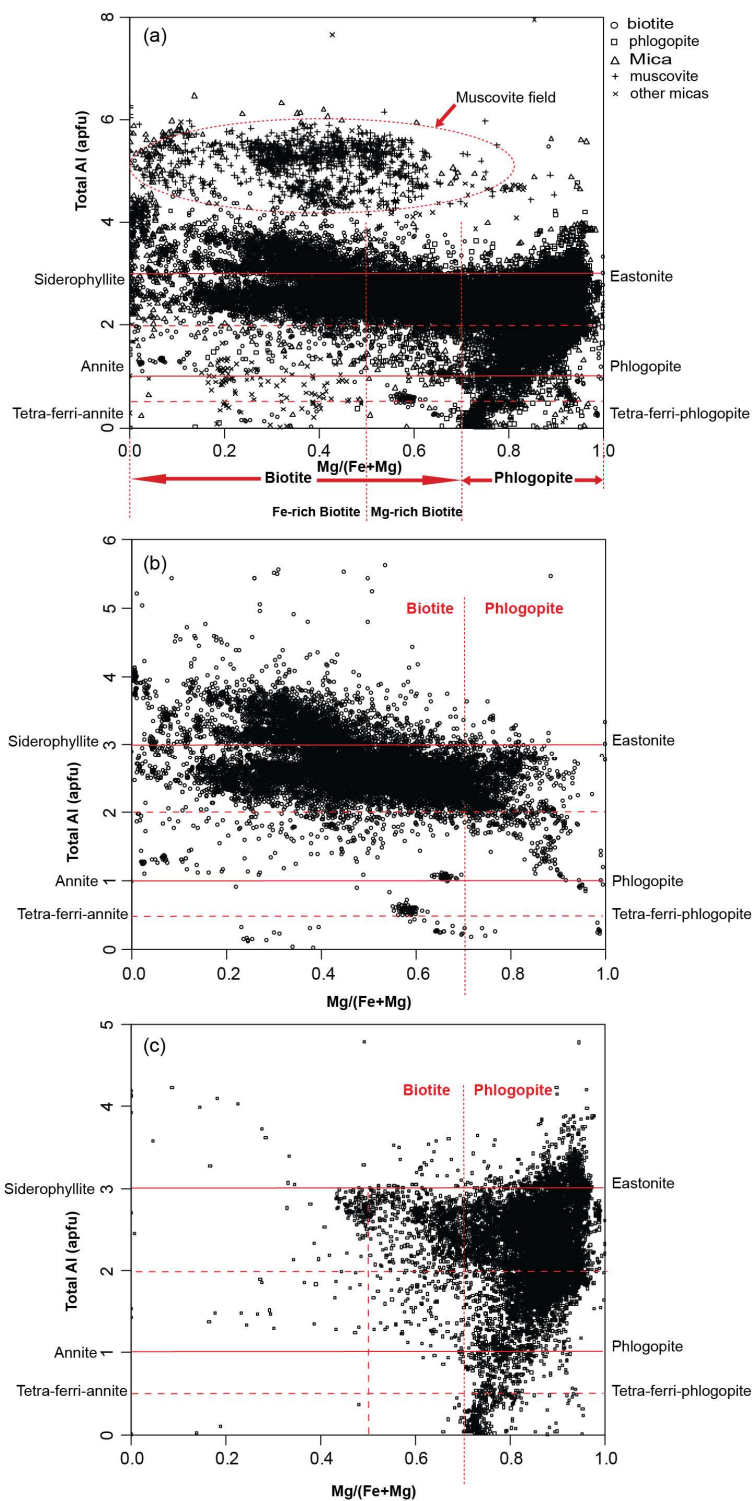 (a)
biotite
phlogopite
Mica
muscovite
other micas
Muscovite field
Total Al (apfu)
8
6
4
2
0
Siderophyllite
Eastonite
Annite
Phlogopite
Tetra-ferri-annite
Tetra-ferri-phlogopite
0.0 0.2 0.4 0.6 0.8 1.0
Mg/(Fe+Mg)
Biotite
Phlogopite
Fe-rich Biotite
Mg-rich Biotite
(b)
Biotite
Phlogopite
Total Al (apfu)
6
5
4
3
2
1
0
Siderophyllite
Eastonite
Annite
Phlogopite
Tetra-ferri-annite
Tetra-ferri-phlogopite
0.0 0.2 0.4 0.6 0.8 1.0
Mg/(Fe+Mg)
(c)
Biotite
Phlogopite
Total Al (apfu)
5
4
3
2
1
0
Siderophyllite
Eastonite
Annite
Phlogopite
Tetra-ferri-annite
Tetra-ferri-phlogopite
0.0 0.2 0.4 0.6 0.8 1.0
Mg/(Fe+Mg)